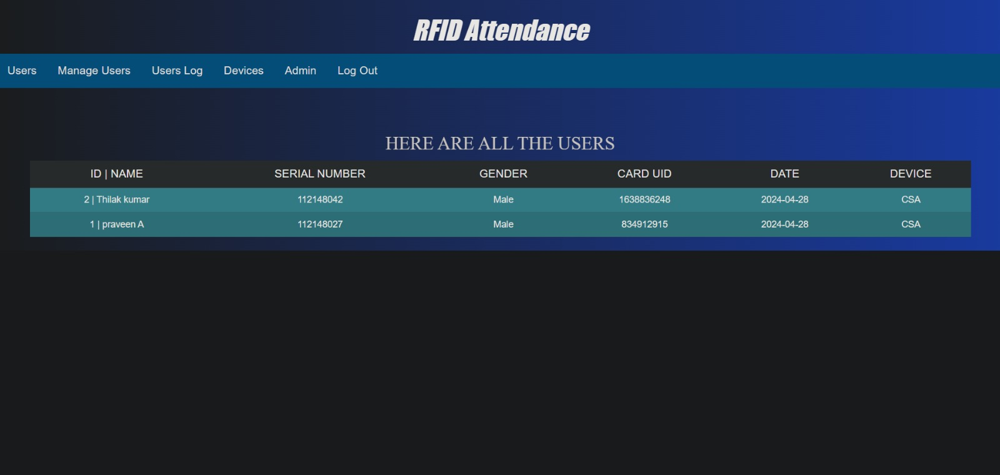 RFID Attendance
Users Manage Users Users Log Devices Admin Log Out
HERE ARE ALL THE USERS
ID | NAME SERIAL NUMBER GENDER CARD UID DATE DEVICE
2 | Thilak kumar 112148042 Male 1638836248 2024-04-28 CSA
1 | praveen A 112148027 Male 834912915 2024-04-28 CSA